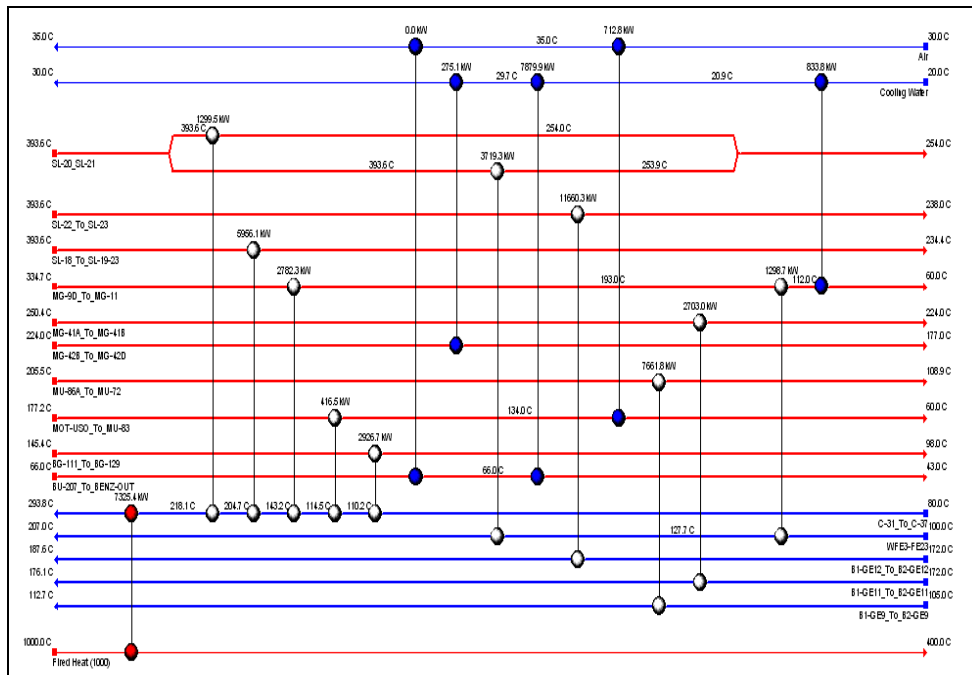 0.0 kW 712.8 kW
35.0 C 35.0 C 30.0 C
Air
30.0 C 275.1 kW 29.7 C 7879.9 kW 20.9 C 833.8 kW 20.0 C
Cooling Water
1299.5 kW
393.6 C 254.0 C
393.6 C 254.0 C
SL-20_SL-21
393.6 C 3719.3 kW 253.9 C
393.6 C 11660.3 kW 238.0 C
SL-22_To_SL-23
393.6 C 5956.1 kW 234.4 C
SL-18_To_SL-19-23
334.7 C 2782.3 kW 193.0 C 1298.7 kW 112.0 C 60.0 C
MG-9D_To_MG-11
250.4 C 2703.0 kW 224.0 C
MG-41A_To_MG-41B
224.0 C 177.0 C
MG-42B_To_MG-42D
205.5 C 7661.8 kW 108.9 C
MU-86A_To_MU-72
177.2 C 416.5 kW 134.0 C 60.0 C
MOT-USO_To_MU-83
145.4 C 2926.7 kW 98.0 C
BG-111_To_BG-129
66.0 C 66.0 C 43.0 C
BU-207_To_BENZ-OUT
7325.4 kW
293.8 C 218.1 C 204.7 C 143.2 C 114.5 C 110.2 C 80.0 C
C-31_To_C-37
207.0 C 127.7 C 100.0 C
WFE3-FE23
187.6 C 172.0 C
B1-GE12_To_B2-GE12
176.1 C 172.0 C
B1-GE11_To_B2-GE11
112.7 C 105.0 C
B1-GE9_To_B2-GE9
1000.0 C 400.0 C
Fired Heat (1000)